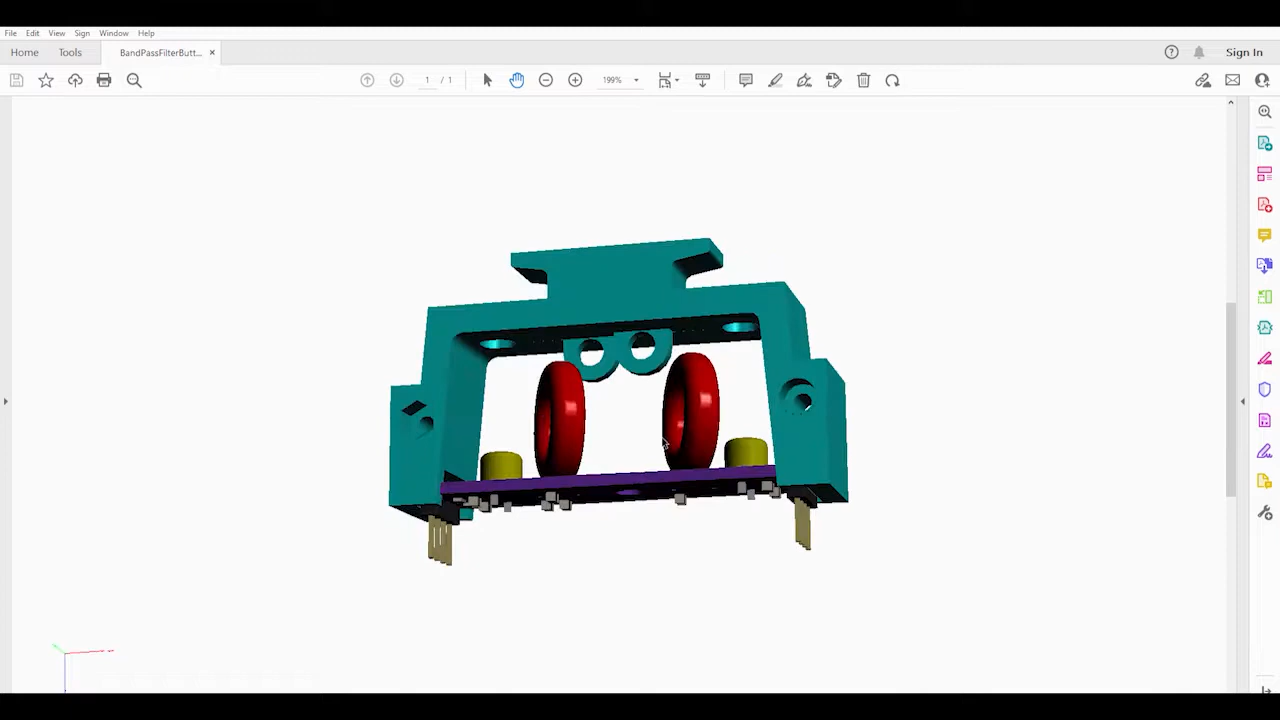 File Edit View Sign Window Help
Home Tools BandPassFilterButt... × Sign In
1 / 1 199%